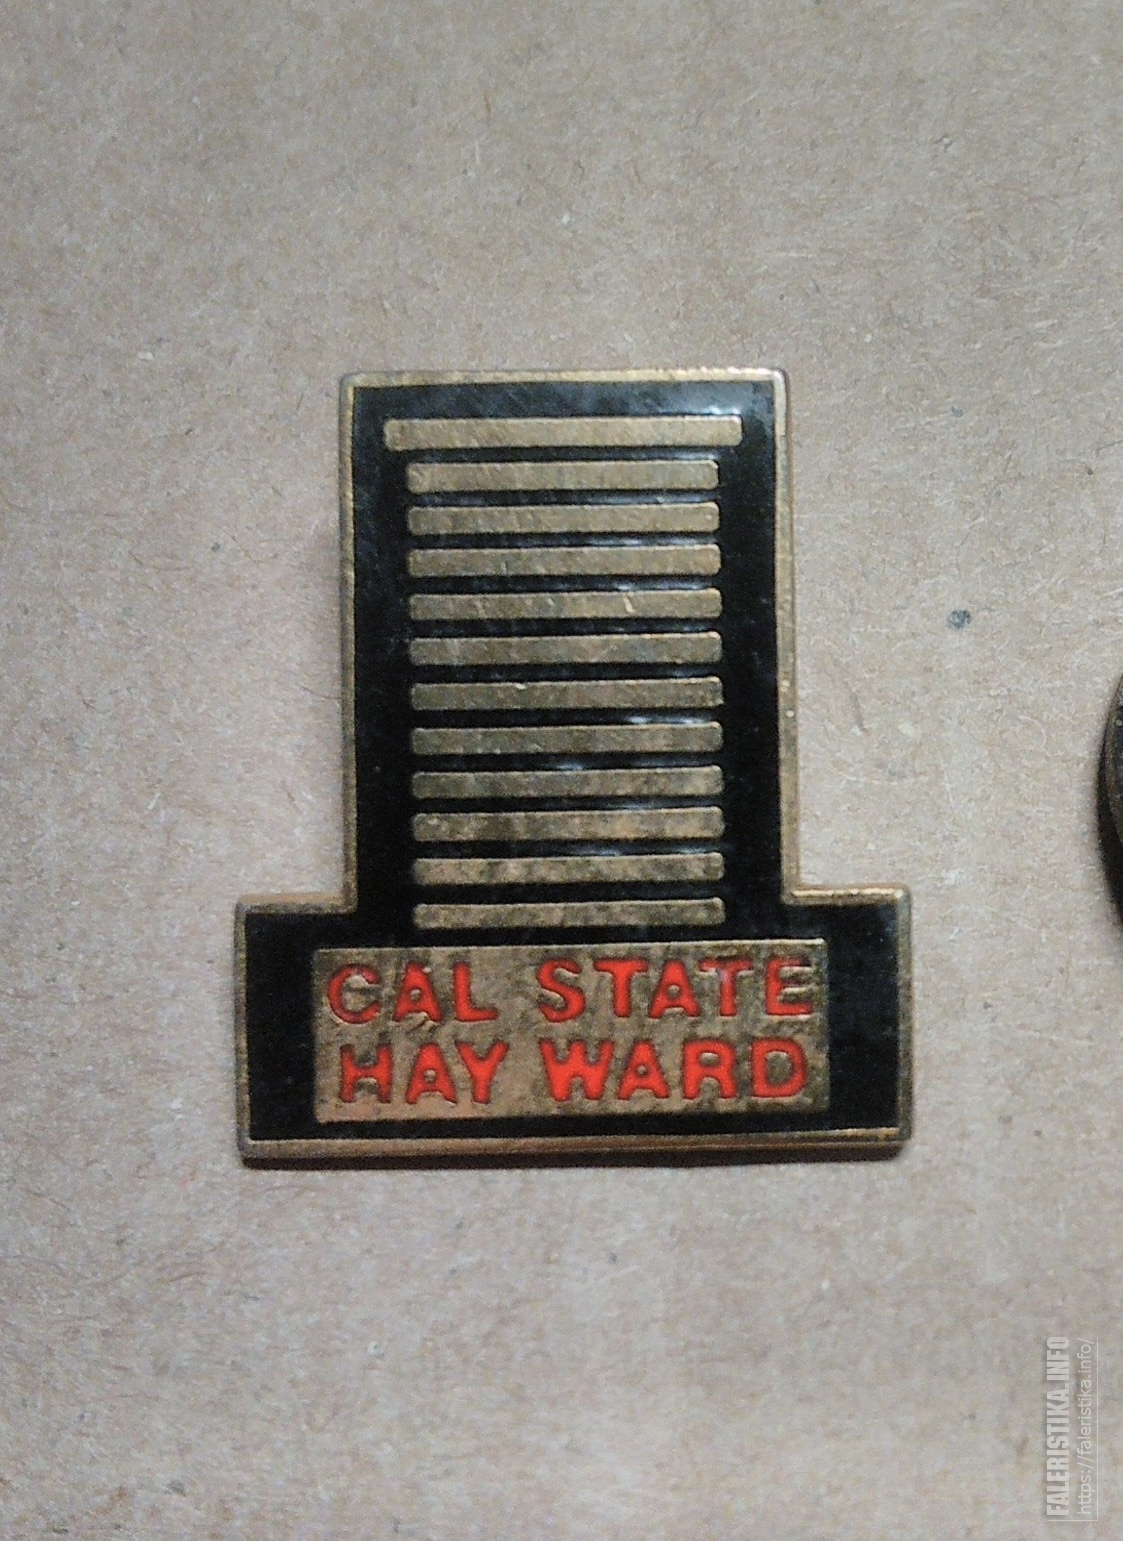 CAL STATE
HAY WARD
FALERISTIKA.INFO
https://faleristika.info/